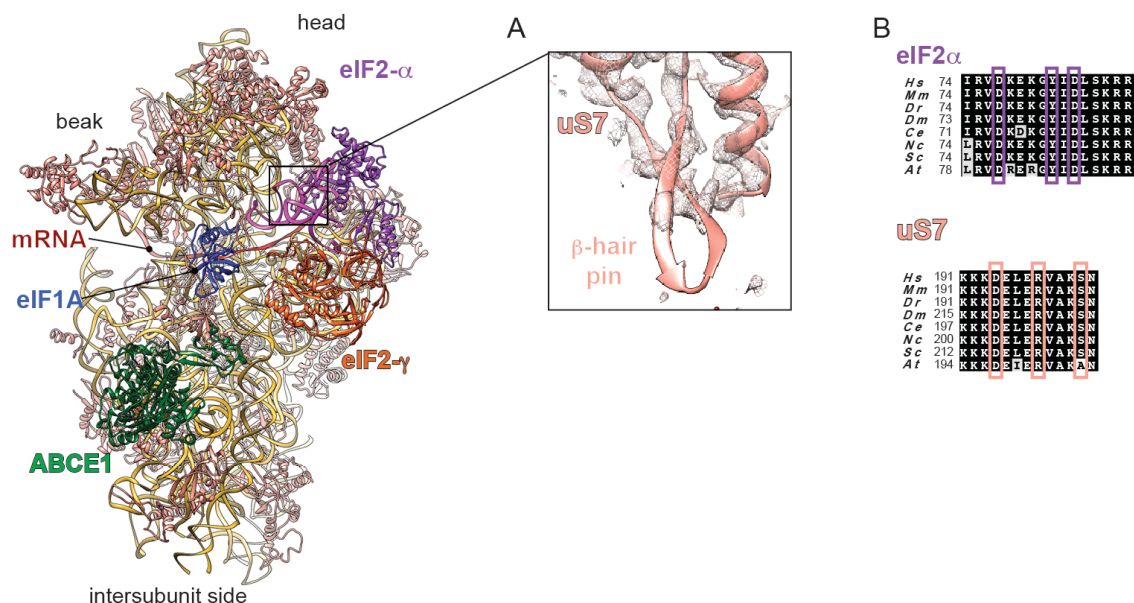 head
A
B
eIF2-α
eIF2α
beak
uS7
β-hair
pin
mRNA
eIF1A
eIF2-γ
ABCE1
intersubunit side
Hs 74 IRVDKEKGYIDLSKRR
Mm 74 IRVDKEKGYIDLSKRR
Dr 74 IRVDKEKGYIDLSKRR
Dm 73 IRVDKEKGYIDLSKRR
Ce 71 IRVDKDKGYIDLSKRR
Nc 74 LRVDKEKGYIDLSKRR
Sc 74 LRVDKEKGYIDLSKRR
At 78 LRVDRERGYIDLSKRR
uS7
Hs 191 KKKDELERVAKSN
Mm 191 KKKDELERVAKSN
Dr 191 KKKDELERVAKSN
Dm 215 KKKDELERVAKSN
Ce 197 KKKDELERVAKSN
Nc 200 KKKDELERVAKSN
Sc 212 KKKDELERVAKSN
At 194 KKKDEIERVAKAN